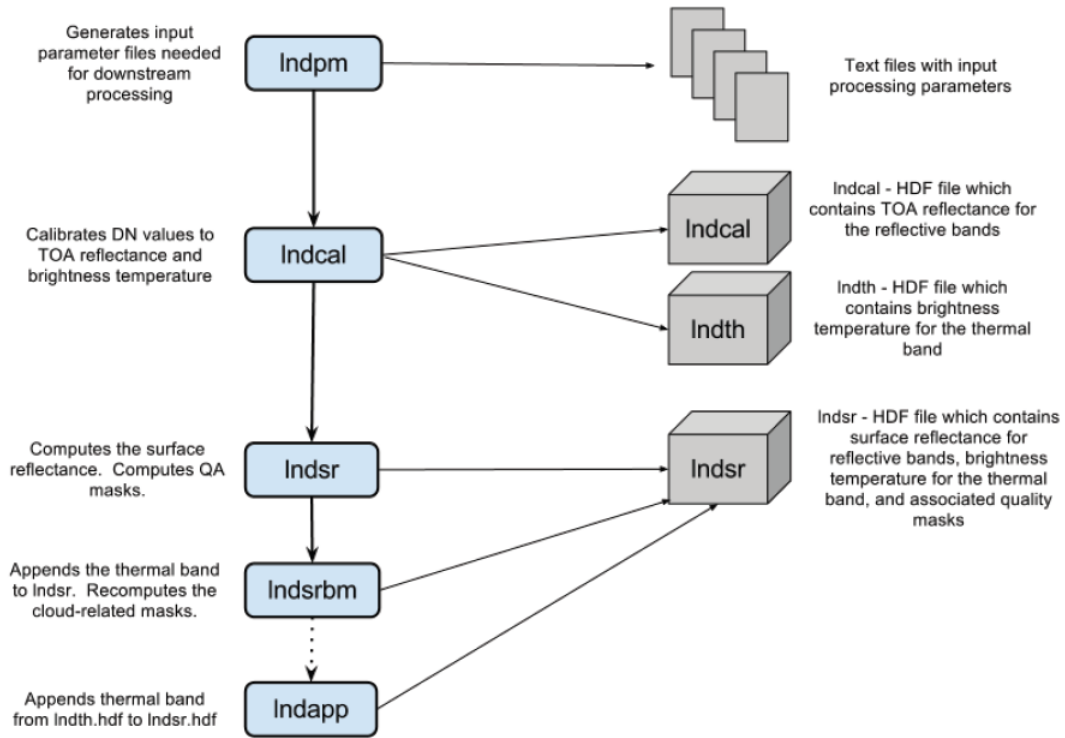 Generates input
parameter files needed
for downstream
processing
lndpm
Text files with input
processing parameters
Calibrates DN values to
TOA reflectance and
brightness temperature
lndcal
lndcal
lndcal - HDF file which
contains TOA reflectance for
the reflective bands
lndth
lndth - HDF file which
contains brightness
temperature for the thermal
band
Computes the surface
reflectance. Computes QA
masks.
lndsr
lndsr
lndsr - HDF file which contains
surface reflectance for
reflective bands, brightness
temperature for the thermal
band, and associated quality
masks
Appends the thermal band
to lndsr. Recomputes the
cloud-related masks.
lndsrbm
Appends thermal band
from lndth.hdf to lndsr.hdf
lndapp